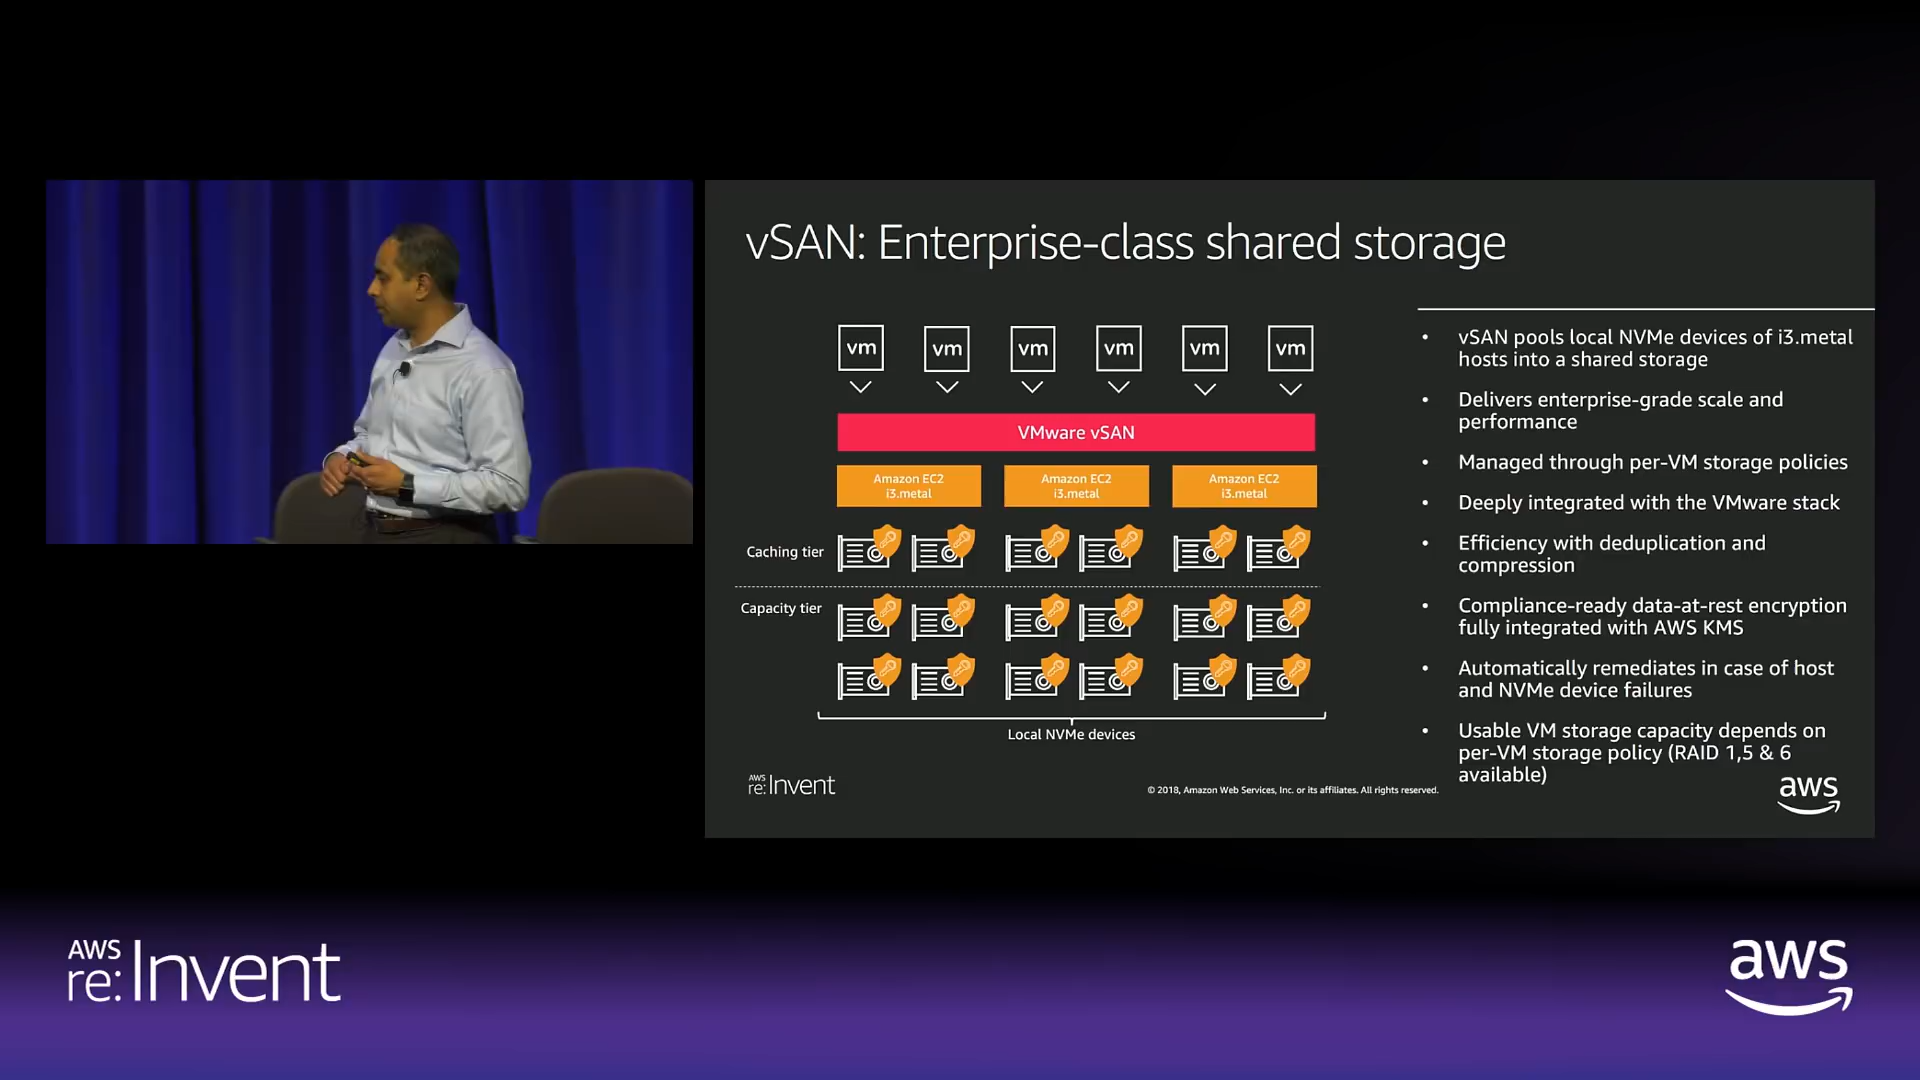 vSAN: Enterprise-class shared storage
vm vm vm vm vm vm
VMware vSAN
Amazon EC2
i3.metal
Amazon EC2
i3.metal
Amazon EC2
i3.metal
Caching tier
Capacity tier
Local NVMe devices
• vSAN pools local NVMe devices of i3.metal
hosts into a shared storage
• Delivers enterprise-grade scale and
performance
• Managed through per-VM storage policies
• Deeply integrated with the VMware stack
• Efficiency with deduplication and
compression
• Compliance-ready data-at-rest encryption
fully integrated with AWS KMS
• Automatically remediates in case of host
and NVMe device failures
• Usable VM storage capacity depends on
per-VM storage policy (RAID 1,5 & 6
available)
AWS
re:Invent
© 2018, Amazon Web Services, Inc. or its affiliates. All rights reserved.
aws
AWS
re:Invent
aws